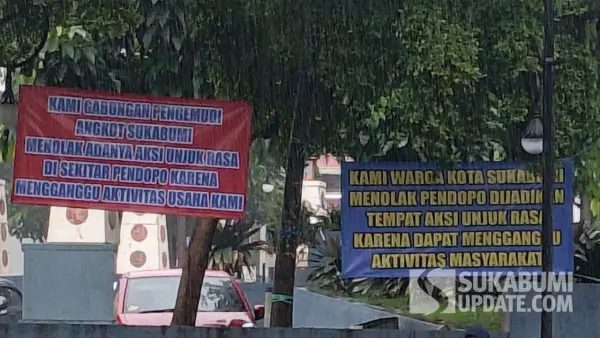 KAMI GABUNGAN PENGEMUDI
ANGKOT SUKABUMI
MENOLAK ADANYA AKSI UNJUK RASA
DI SEKITAR PENDOPO KARENA
MENGGANGGU AKTIVITAS USAHA KAMI
KAMI WARGA KOTA SUKABUMI
MENOLAK PENDOPO DIJADIKAN
TEMPAT AKSI UNJUK RASA
KARENA DAPAT MENGGANGGU
AKTIVITAS MASYARAKAT
SUKABUMI
UPDATE.COM